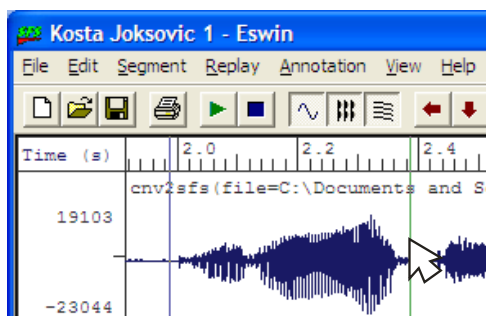 Kosta Joksovic 1 - Eswin
File Edit Segment Replay Annotation View Help
Time (s) 2.0 2.2 2.4
cnv2sfs(file=C:\Documents and S
19103
-23044